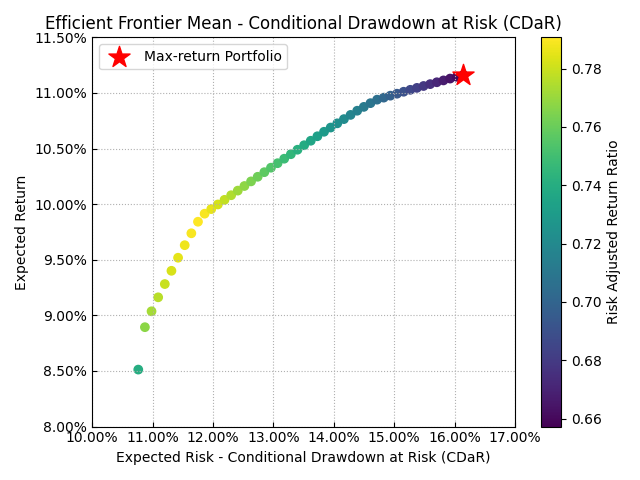 Efficient Frontier Mean - Conditional Drawdown at Risk (CDaR)
11.50%
11.00%
10.50%
10.00%
9.50%
9.00%
8.50%
8.00%
Expected Return
Max-return Portfolio
10.00% 11.00% 12.00% 13.00% 14.00% 15.00% 16.00% 17.00%
Expected Risk - Conditional Drawdown at Risk (CDaR)
0.78
0.76
0.74
0.72
0.70
0.68
0.66
Risk Adjusted Return Ratio